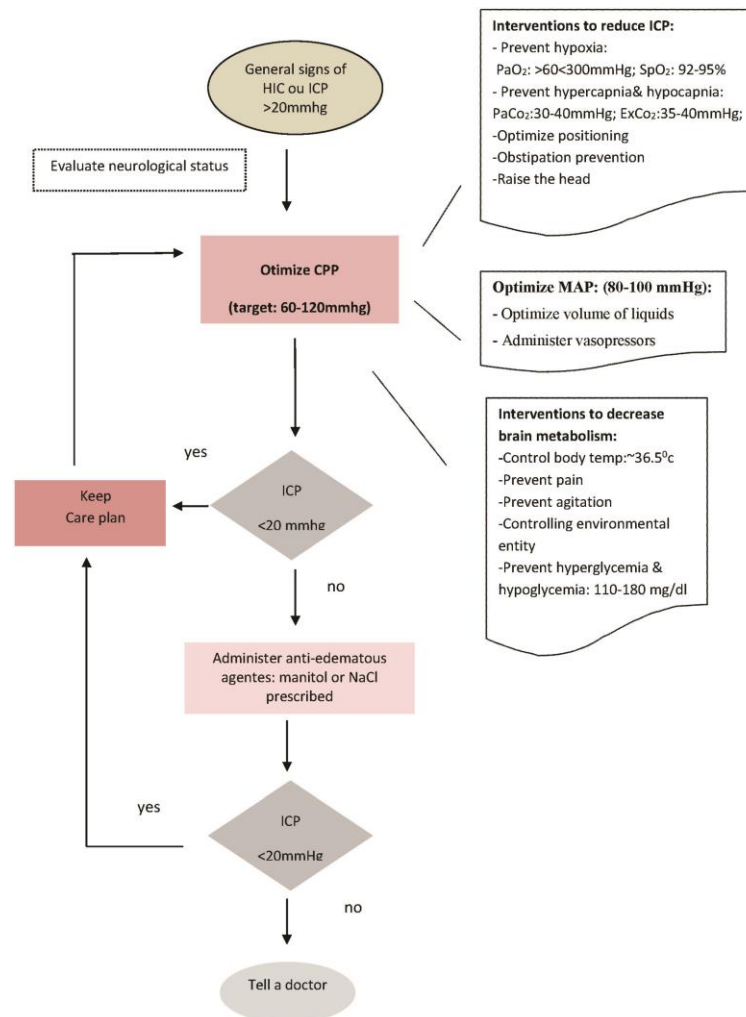 General signs of
HIC ou ICP
>20mmhg
Evaluate neurological status
Interventions to reduce ICP:
- Prevent hypoxia:
PaO₂: >60<300mmHg; SpO₂: 92-95%
- Prevent hypercapnia& hypocapnia:
PaCo₂:30-40mmHg; ExCo₂:35-40mmHg;
-Optimize positioning
-Obstipation prevention
-Raise the head
Otimize CPP
(target: 60-120mmhg)
Optimize MAP: (80-100 mmHg):
- Optimize volume of liquids
- Administer vasopressors
Interventions to decrease
brain metabolism:
-Control body temp:~36.5⁰c
-Prevent pain
-Prevent agitation
-Controlling environmental
entity
-Prevent hyperglycemia &
hypoglycemia: 110-180 mg/dl
yes
Keep
Care plan
ICP
<20 mmhg
no
Administer anti-edematous
agentes: manitol or NaCl
prescribed
yes
ICP
<20mmHg
no
Tell a doctor